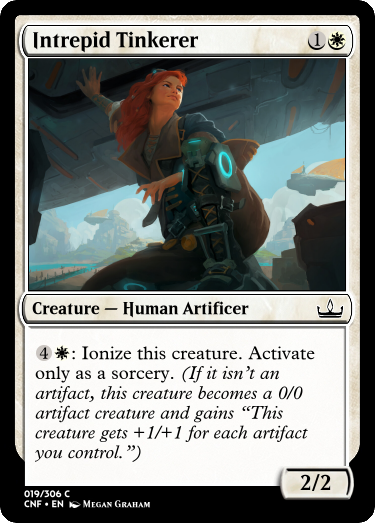 Intrepid Tinkerer 1
Creature — Human Artificer
4 : Ionize this creature. Activate
only as a sorcery. (If it isn't an
artifact, this creature becomes a 0/0
artifact creature and gains “This
creature gets +1/+1 for each artifact
you control.”)
2/2
019/306 C
CNF • EN Megan Graham